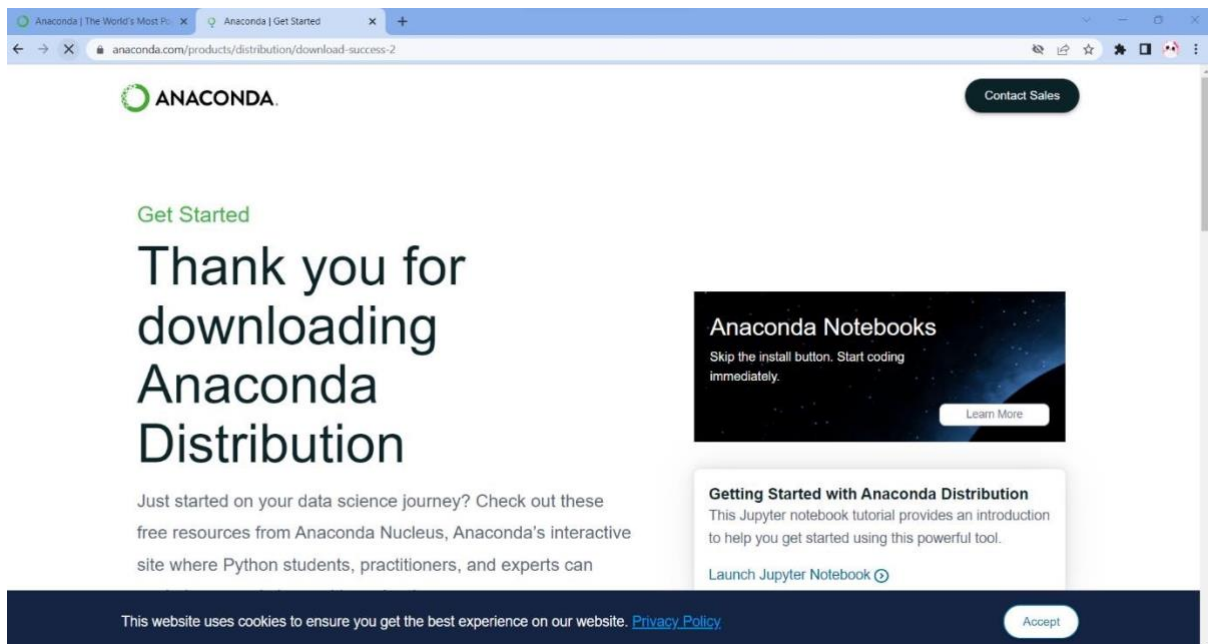 Anaconda | The World's Most Po
Anaconda | Get Started
anaconda.com/products/distribution/download-success-2
ANACONDA.
Contact Sales
Get Started
Thank you for
downloading
Anaconda
Distribution
Just started on your data science journey? Check out these
free resources from Anaconda Nucleus, Anaconda's interactive
site where Python students, practitioners, and experts can
Anaconda Notebooks
Skip the install button. Start coding
immediately.
Learn More
Getting Started with Anaconda Distribution
This Jupyter notebook tutorial provides an introduction
to help you get started using this powerful tool.
Launch Jupyter Notebook
This website uses cookies to ensure you get the best experience on our website. Privacy Policy
Accept